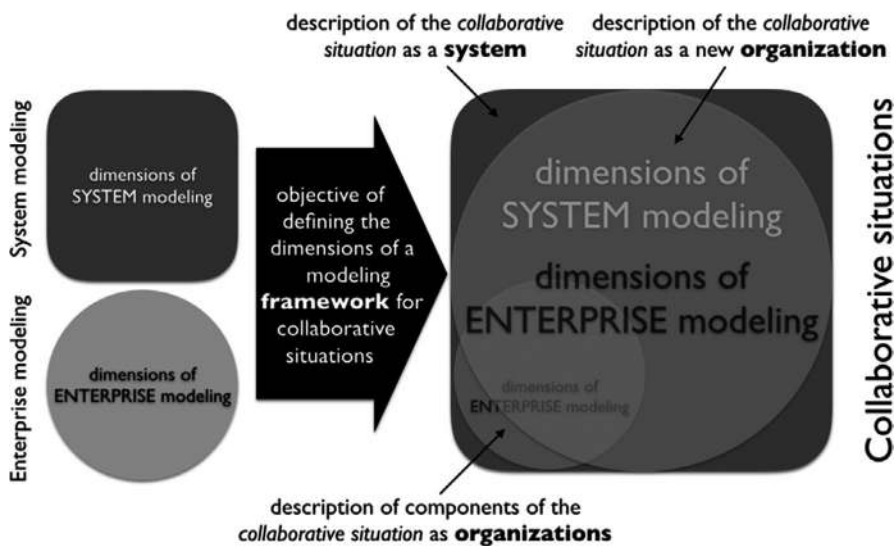 description of the collaborative
situation as a system
description of the collaborative
situation as a new organization
System modeling
dimensions of
SYSTEM modeling
Enterprise modeling
dimensions of
ENTERPRISE modeling
objective of
defining the
dimensions of a
modeling
framework for
collaborative
situations
dimensions of
SYSTEM modeling
dimensions of
ENTERPRISE modeling
dimensions of
ENTERPRISE modeling
Collaborative situations
description of components of the
collaborative situation as organizations